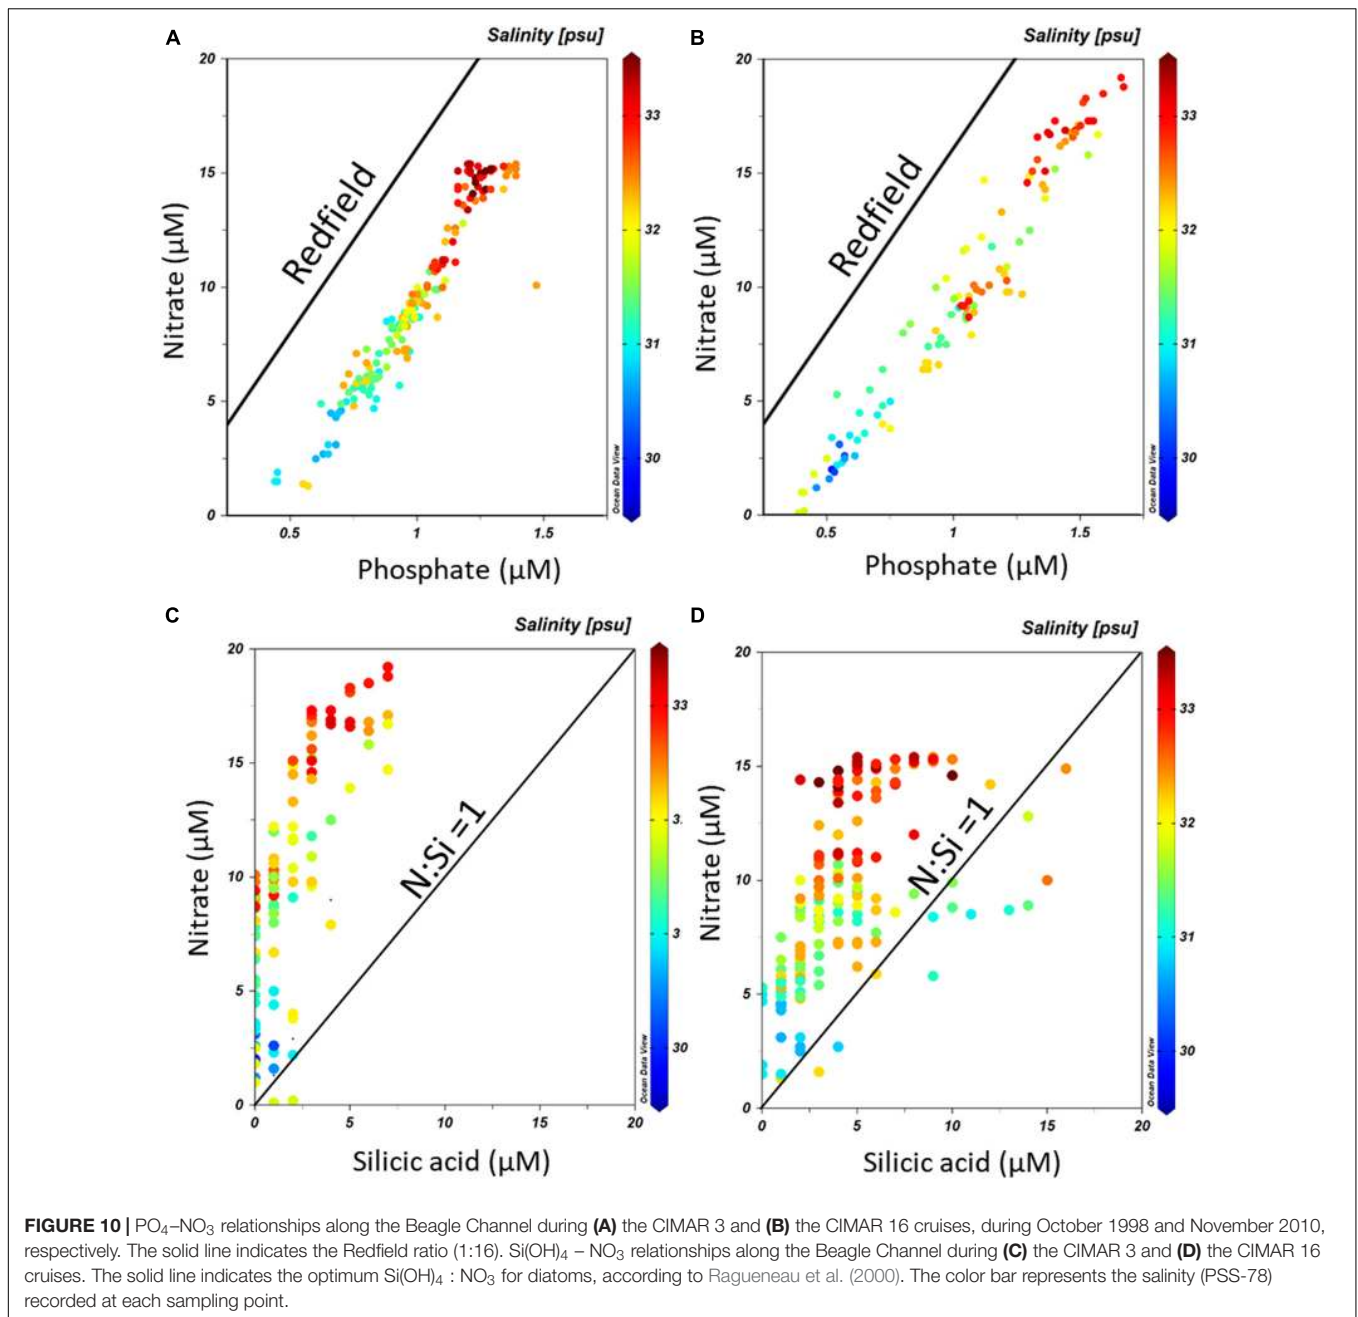 A
Salinity [psu]
B
Salinity [psu]
20
15
10
5
0
Nitrate (µM)
Redfield
0.5
1
1.5
Phosphate (µM)
33
32
31
30
Ocean Data View
20
15
10
5
0
Nitrate (µM)
Redfield
0.5
1
1.5
Phosphate (µM)
33
32
31
30
Ocean Data View
C
Salinity [psu]
D
Salinity [psu]
20
15
10
5
0
Nitrate (µM)
N:Si =1
0
5
10
15
20
Silicic acid (µM)
33
3
3
30
Ocean Data View
20
15
10
5
0
Nitrate (µM)
N:Si =1
0
5
10
15
20
Silicic acid (µM)
33
32
31
30
Ocean Data View
FIGURE 10 | PO₄–NO₃ relationships along the Beagle Channel during (A) the CIMAR 3 and (B) the CIMAR 16 cruises, during October 1998 and November 2010,
respectively. The solid line indicates the Redfield ratio (1:16). Si(OH)₄ – NO₃ relationships along the Beagle Channel during (C) the CIMAR 3 and (D) the CIMAR 16
cruises. The solid line indicates the optimum Si(OH)₄ : NO₃ for diatoms, according to Ragueneau et al. (2000). The color bar represents the salinity (PSS-78)
recorded at each sampling point.